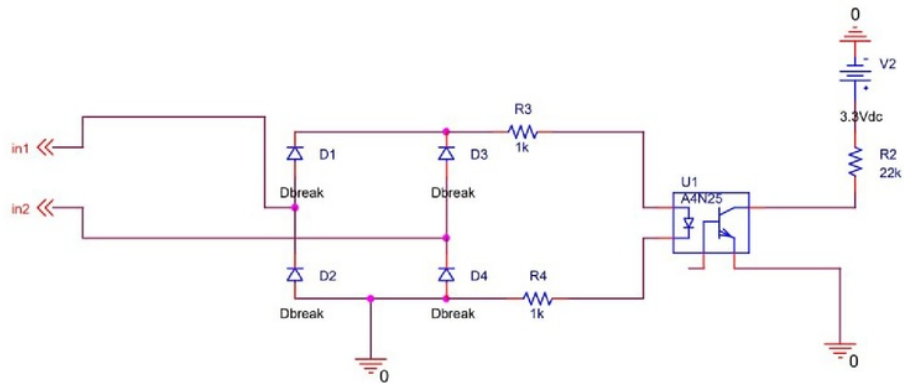 0
-
V2
+
3.3Vdc
R2
22k
R3
1k
in1
D1
D3
Dbreak
Dbreak
U1
A4N25
in2
D2
D4
R4
Dbreak
Dbreak
1k
0
0